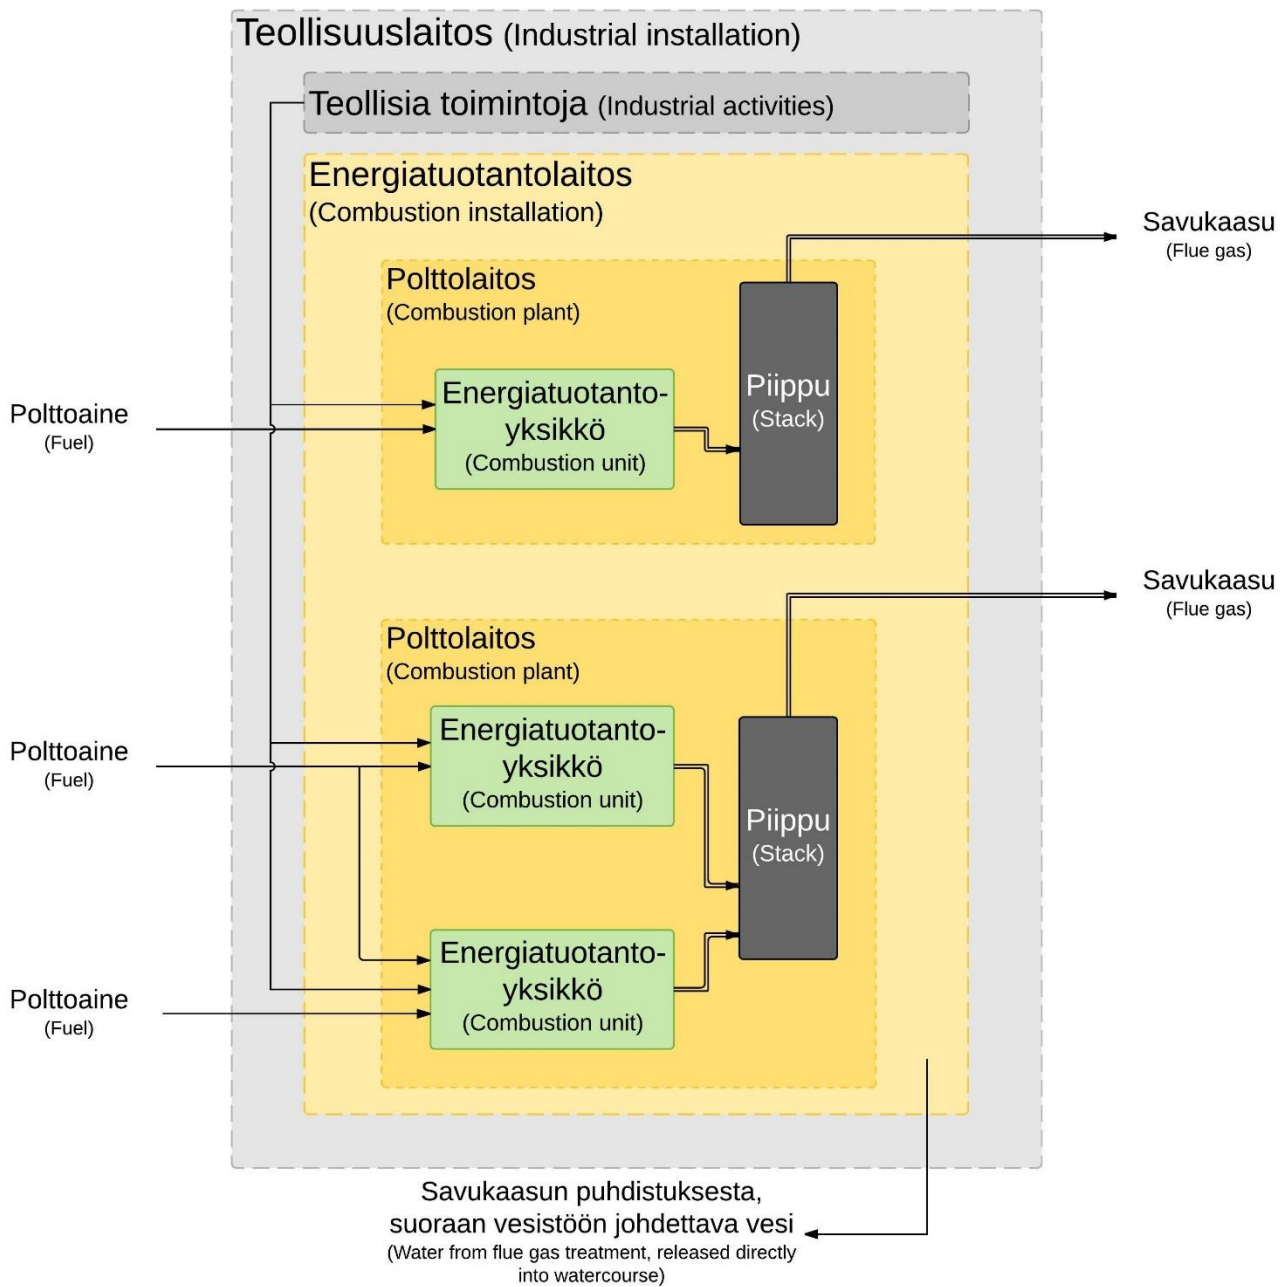 Teollisuuslaitos (Industrial installation)
Teollisia toimintoja (Industrial activities)
Energiatuotantolaitos
(Combustion installation)
Savukaasu
(Flue gas)
Polttolaitos
(Combustion plant)
Energiatuotanto-
yksikkö
(Combustion unit)
Piippu
(Stack)
Polttoaine
(Fuel)
Savukaasu
(Flue gas)
Polttolaitos
(Combustion plant)
Energiatuotanto-
yksikkö
(Combustion unit)
Polttoaine
(Fuel)
Piippu
(Stack)
Energiatuotanto-
yksikkö
(Combustion unit)
Polttoaine
(Fuel)
Savukaasun puhdistuksesta,
suoraan vesistöön johdettava vesi
(Water from flue gas treatment, released directly
into watercourse)